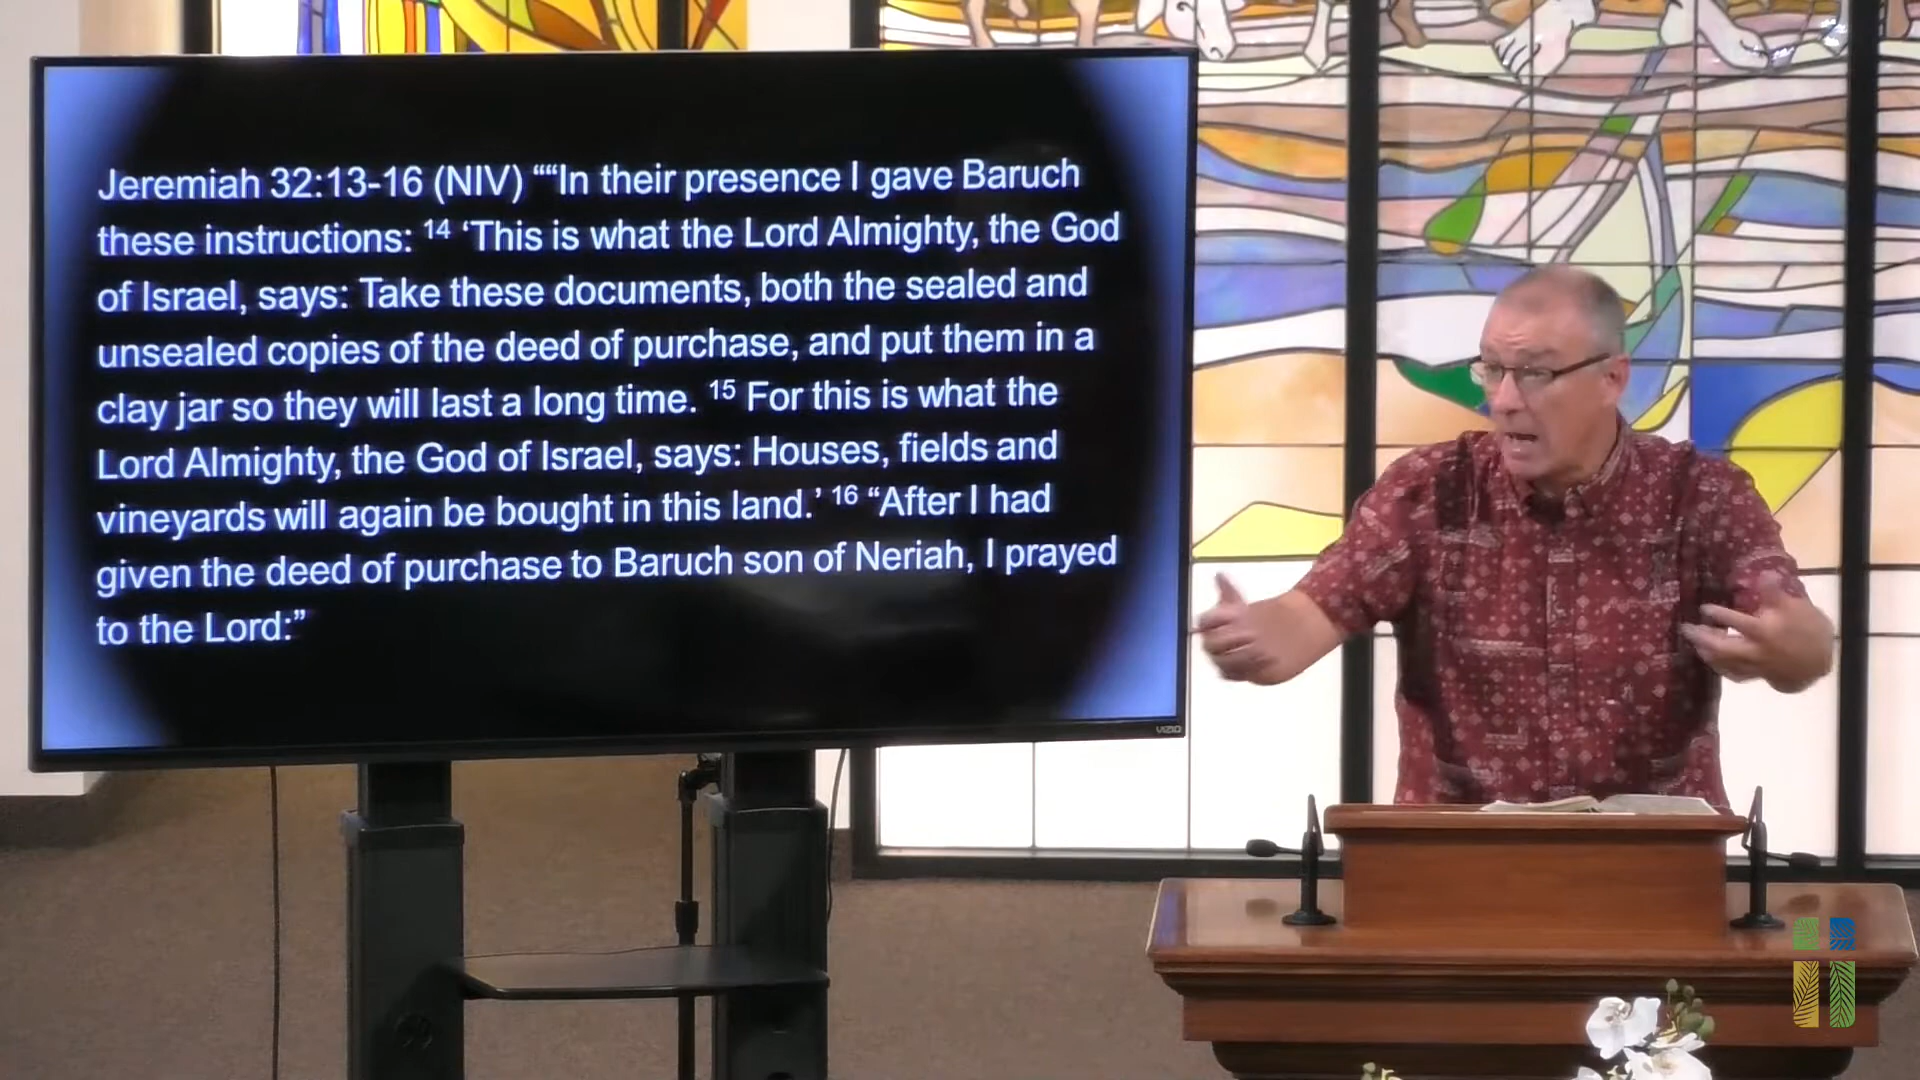 Jeremiah 32:13-16 (NIV) ““In their presence I gave Baruch
these instructions: 14 ‘This is what the Lord Almighty, the God
of Israel, says: Take these documents, both the sealed and
unsealed copies of the deed of purchase, and put them in a
clay jar so they will last a long time. 15 For this is what the
Lord Almighty, the God of Israel, says: Houses, fields and
vineyards will again be bought in this land.’ 16 “After I had
given the deed of purchase to Baruch son of Neriah, I prayed
to the Lord:”
VIZIO